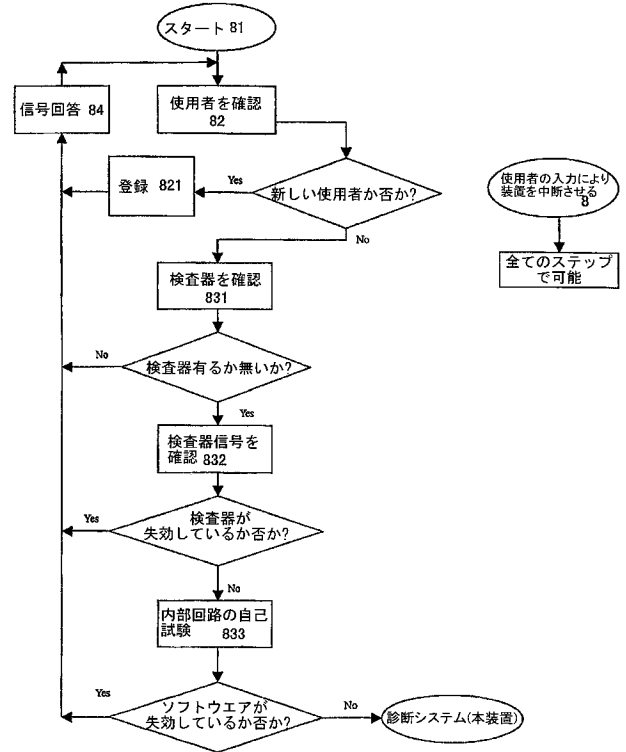 スタート 81
信号回答 84
使用者を確認
82
登録 821
Yes
新しい使用者か否か?
No
使用者の入力により
装置を中断させる
8
全てのステップ
で可能
検査器を確認
831
No
検査器有るか無いか?
Yes
検査器信号を
確認 832
Yes
検査器が
失効しているか否か?
No
内部回路の自己
試験 833
Yes
ソフトウエアが
失効しているか否か?
No
診断システム(本装置)